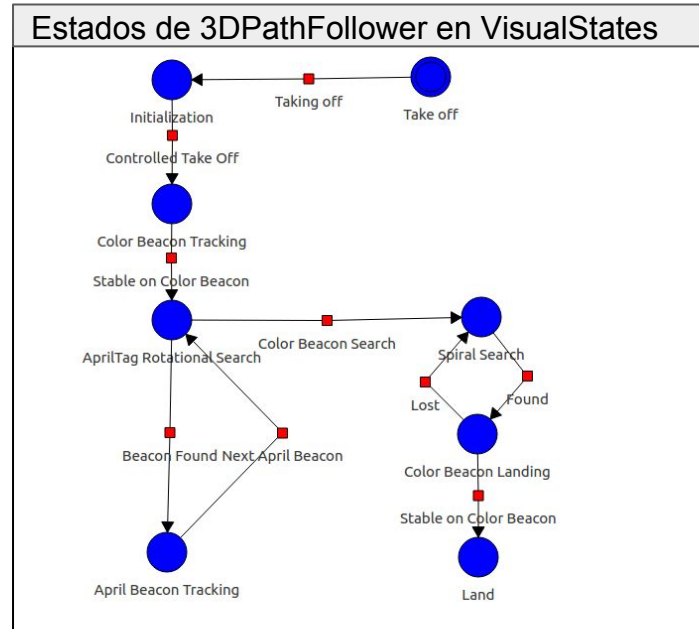 Estados de 3DPathFollower en VisualStates
Taking off
Take off
Initialization
Controlled Take Off
Color Beacon Tracking
Stable on Color Beacon
Color Beacon Search
AprilTag Rotational Search
Spiral Search
Lost
Found
Beacon Found
Next April Beacon
Color Beacon Landing
Stable on Color Beacon
April Beacon Tracking
Land